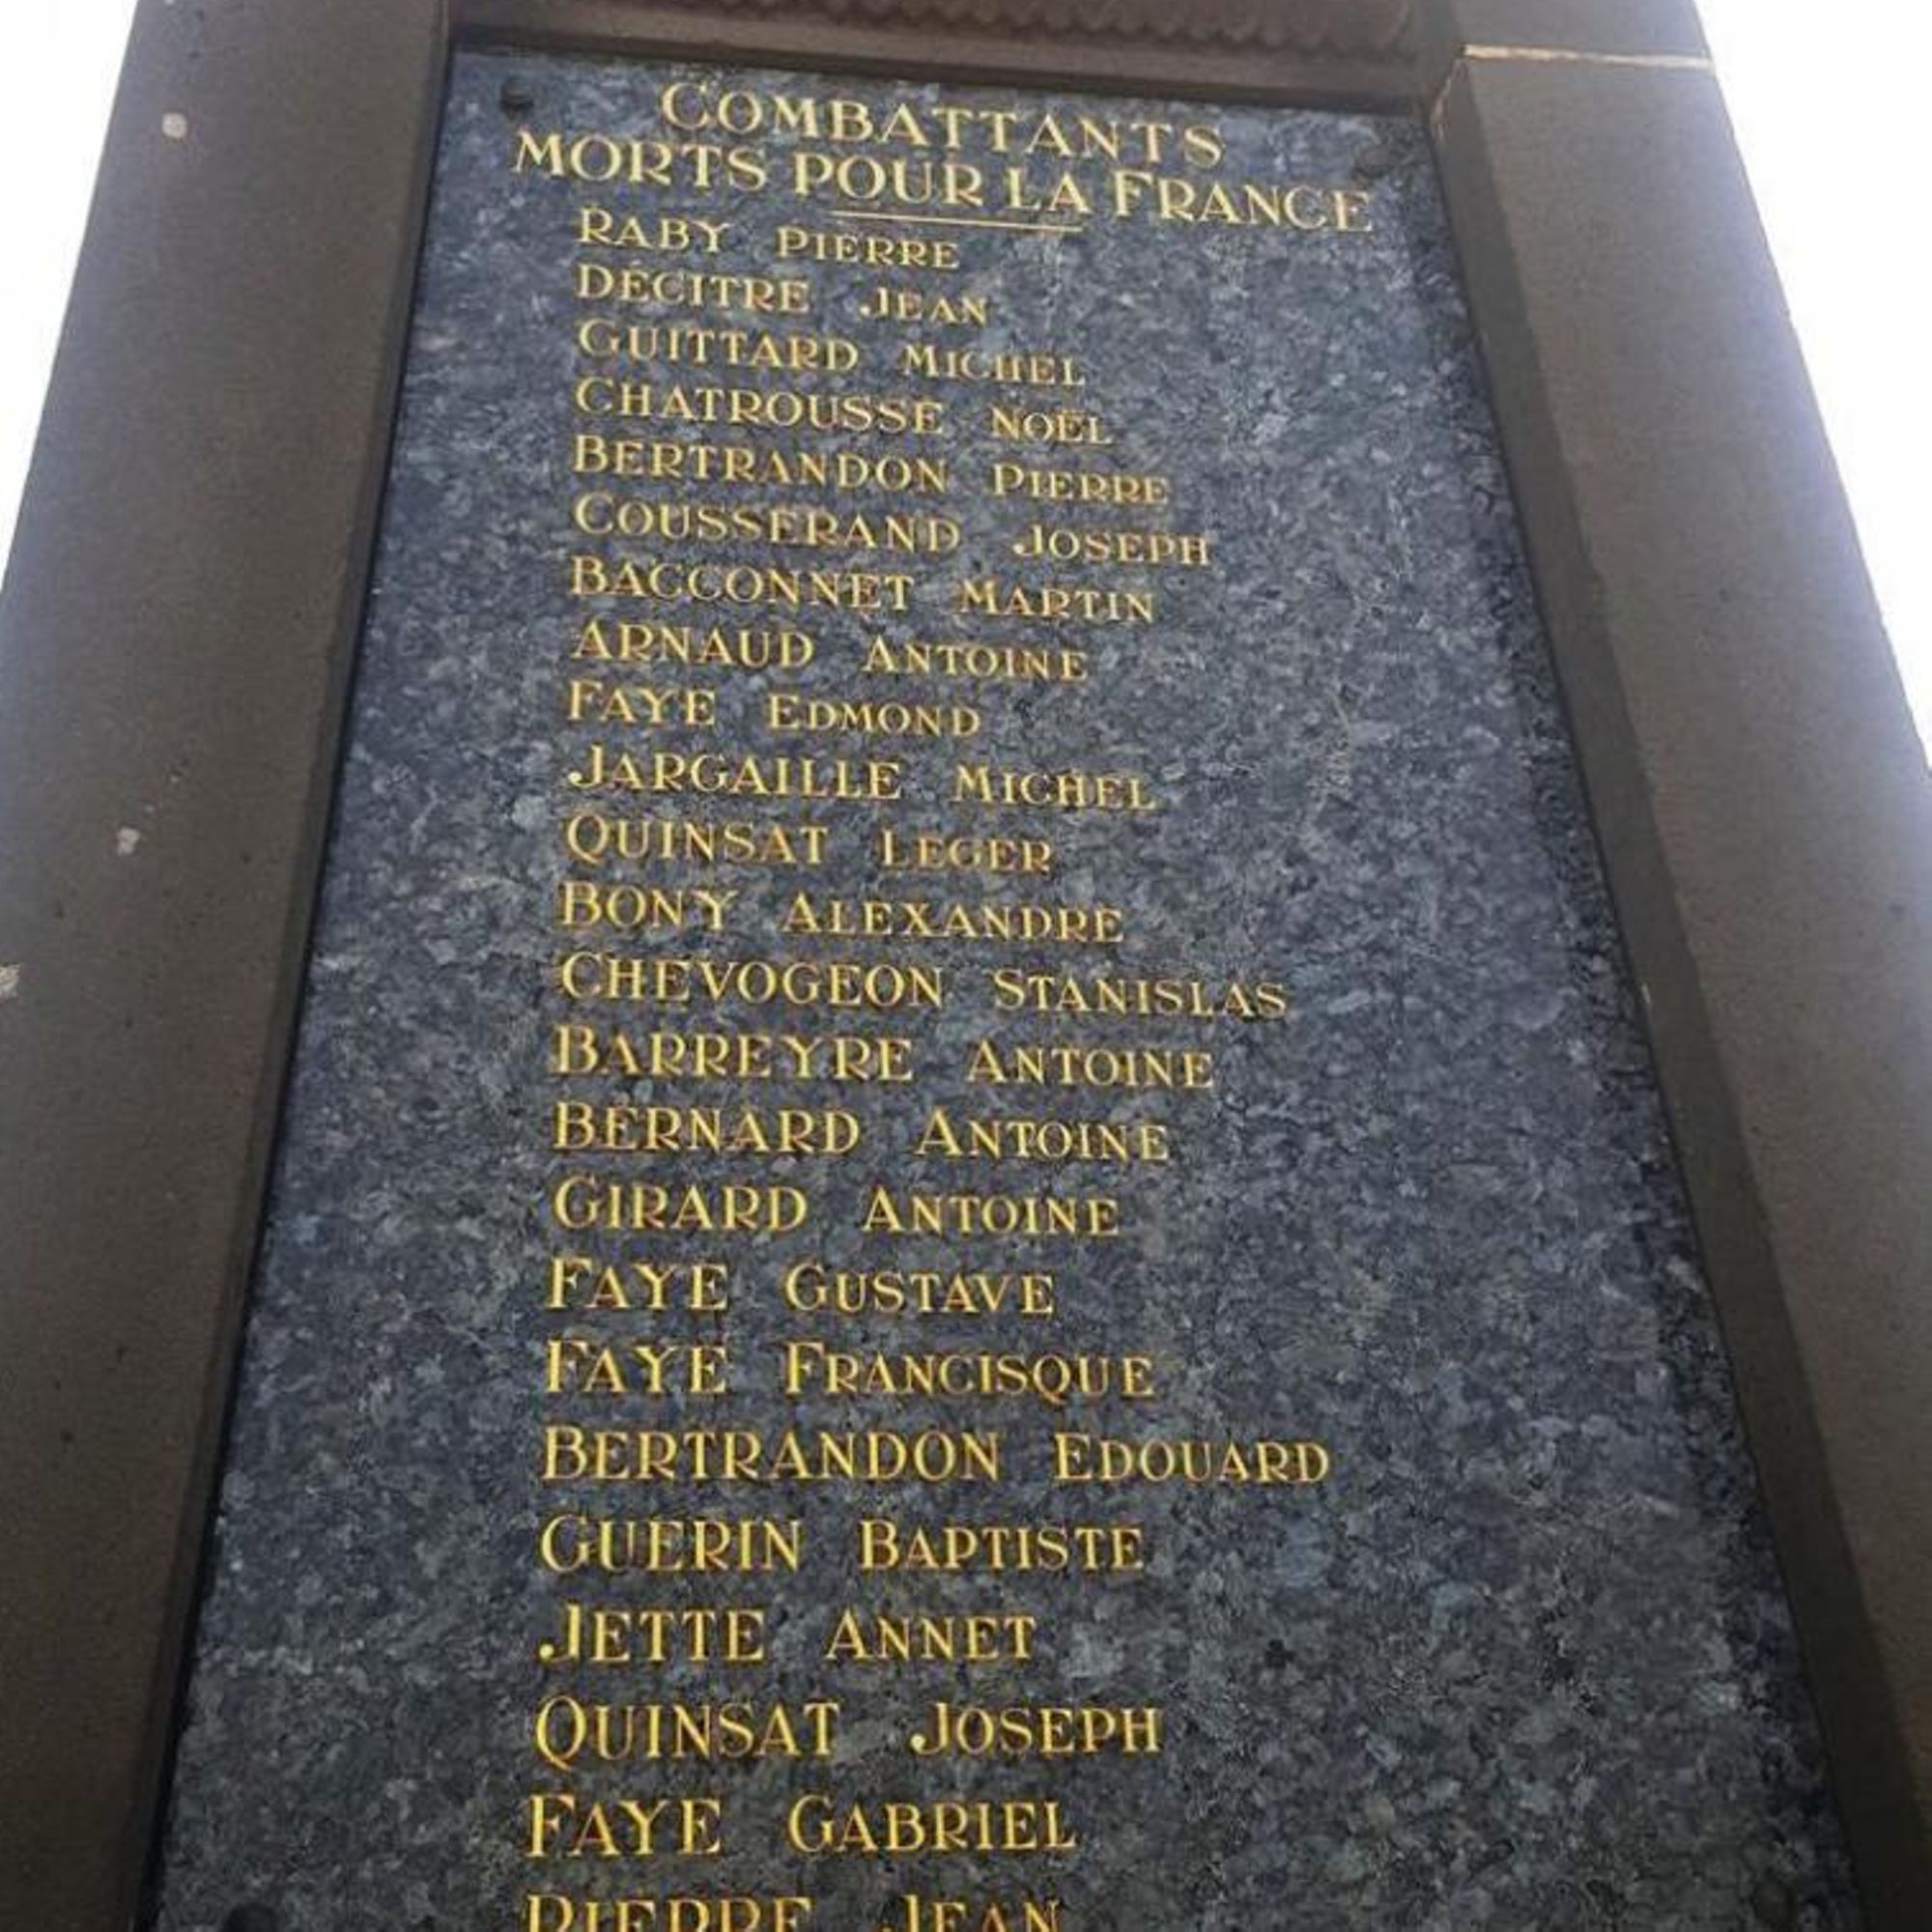 COMBATTANTS
MORTS POUR LA FRANCE
RABY PIERRE
DÉCITRE JEAN
GUITTARD MICHEL
CHATROUSSE NOËL
BERTRANDON PIERRE
COUSSERAND JOSEPH
BACCONNET MARTIN
ARNAUD ANTOINE
FAYE EDMOND
JARGAILLE MICHEL
QUINSAT LEGER
BONY ALEXANDRE
CHEVOGEON STANISLAS
BARREYRE ANTOINE
BERNARD ANTOINE
GIRARD ANTOINE
FAYE GUSTAVE
FAYE FRANCISQUE
BERTRANDON EDOUARD
GUERIN BAPTISTE
JETTE ANNET
QUINSAT JOSEPH
FAYE GABRIEL
PIERRE JEAN